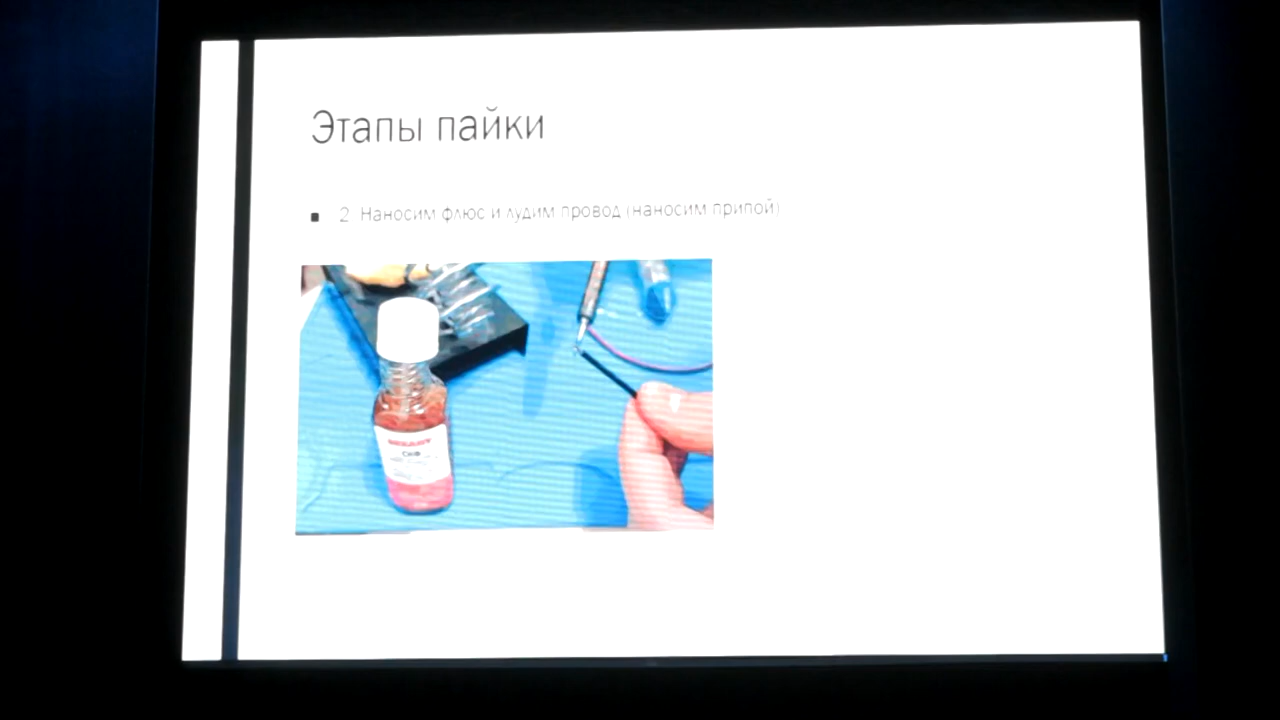 Этапы пайки
2. Наносим флюс и лудим провод (наносим припой)